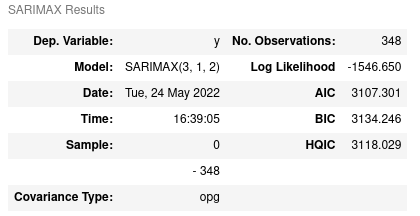 SARIMAX Results
Dep. Variable: y No. Observations: 348
Model: SARIMAX(3, 1, 2) Log Likelihood -1546.650
Date: Tue, 24 May 2022 AIC 3107.301
Time: 16:39:05 BIC 3134.246
Sample: 0 HQIC 3118.029
- 348
Covariance Type: opg